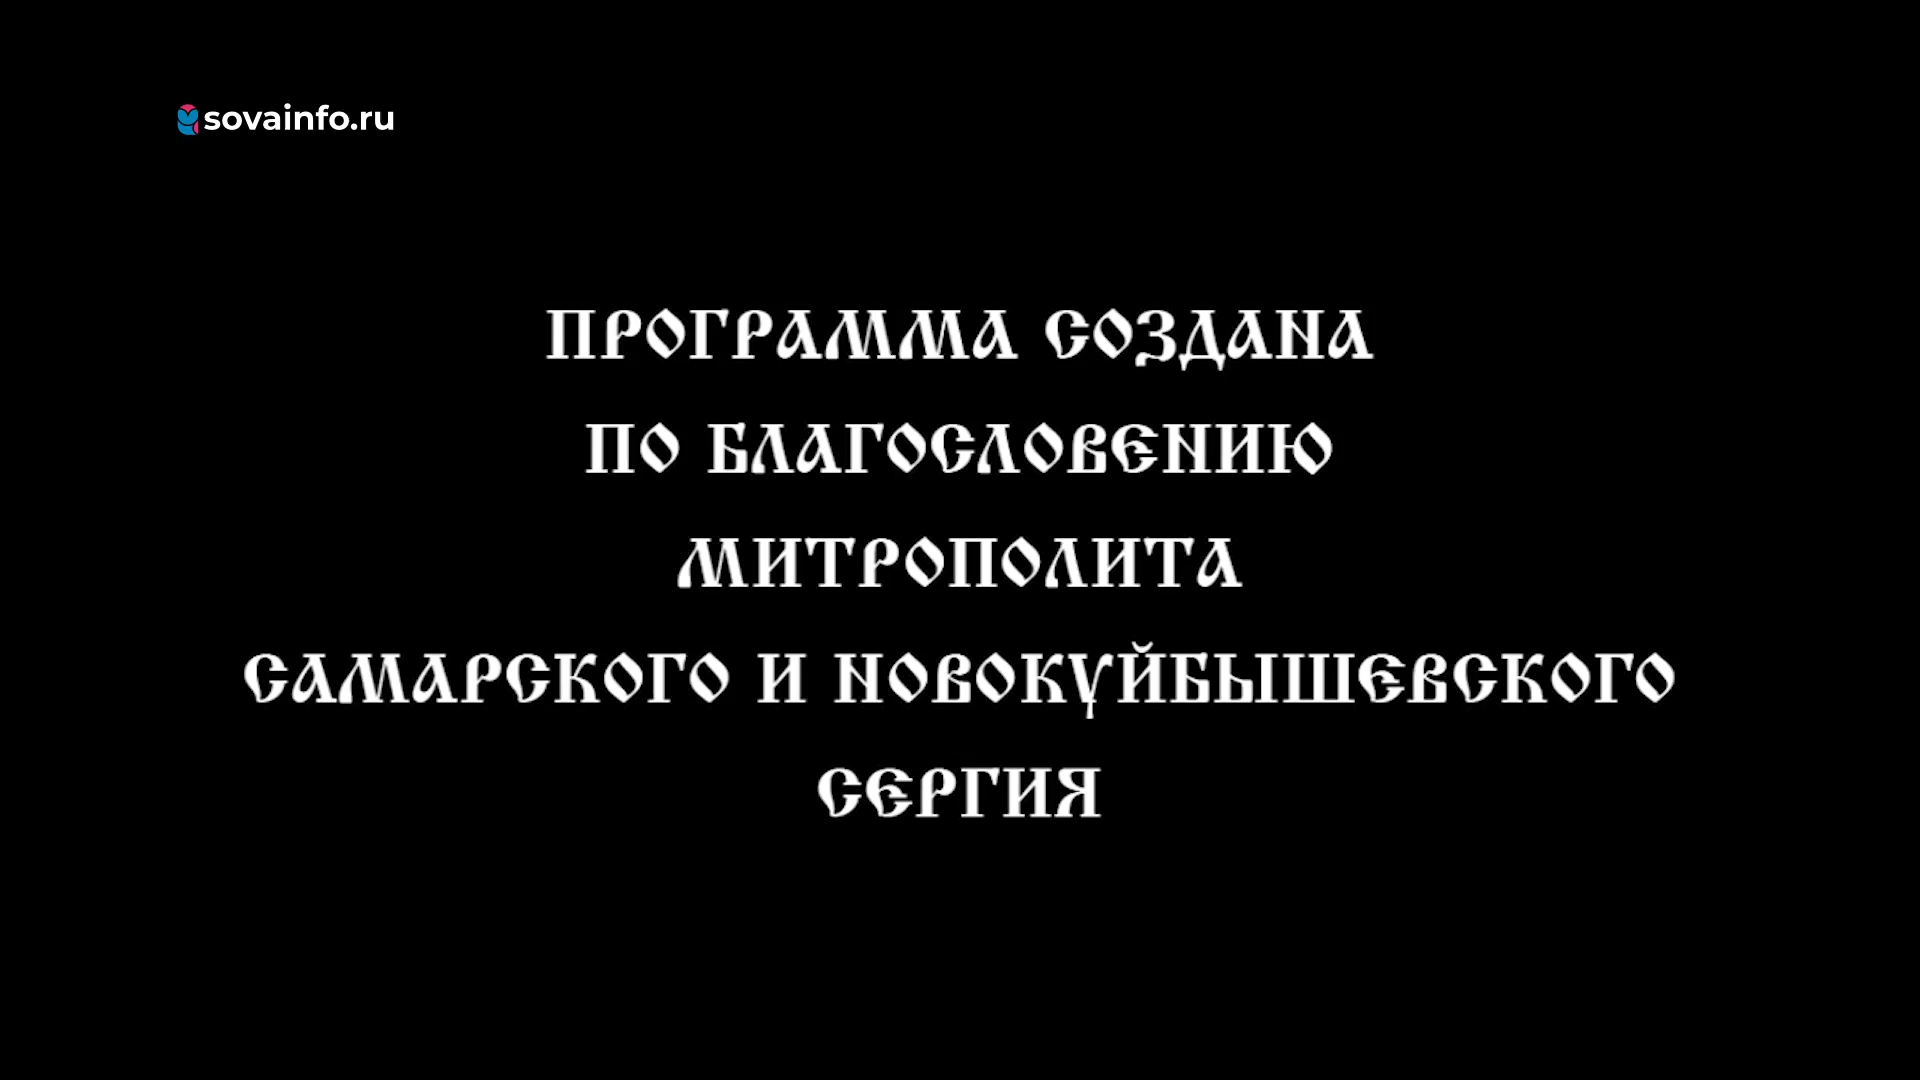 sovainfo.ru
ПРОГРАММА СОЗДАНА
ПО БЛАГОСЛОВЕНИЮ
МИТРОПОЛИТА
САМАРСКОГО И НОВОКУЙБЫШЕВСКОГО
СЕРГИЯ